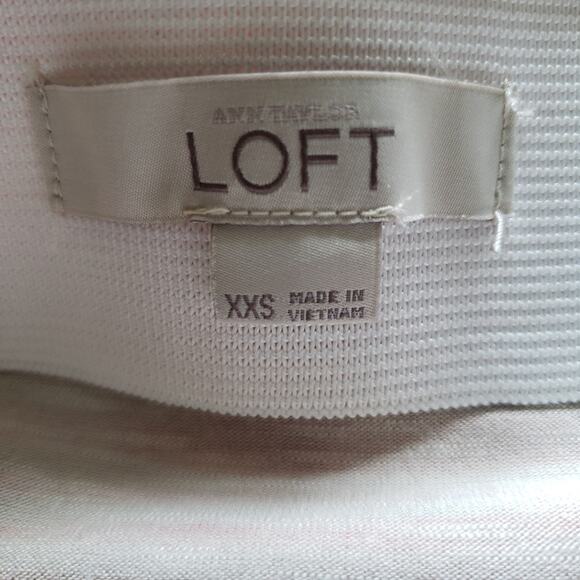 ANN TAYLOR
LOFT
XXS MADE IN
VIETNAM